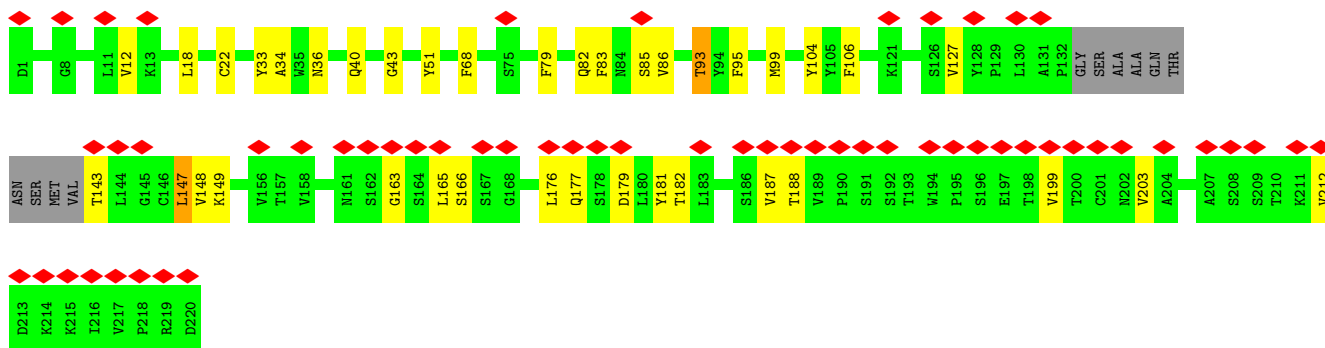 D1 G8 L11 V12 K13 L18 C22 Y33 A34 W35 N36 Q40 G43 Y51 F68 S75 F79 Q82 F83 N84 S85 V86 T93 Y94 F95 M99 Y104 Y105 F106 K121 S126 V127 Y128 P129 L130 A131 P132 GLY SER ALA ALA GLN THR
ASN SER MET VAL T143 L144 G145 C146 L147 V148 K149 V156 T157 V158 N161 S162 G163 S164 L165 S166 S167 G168 L176 Q177 S178 D179 L180 Y181 T182 L183 S186 V187 T188 V189 P190 S191 S192 T193 W194 P195 S196 E197 T198 V199 T200 C201 N202 V203 A204 A207 S208 S209 T210 K211 V212
D213 K214 K215 I216 V217 P218 R219 D220